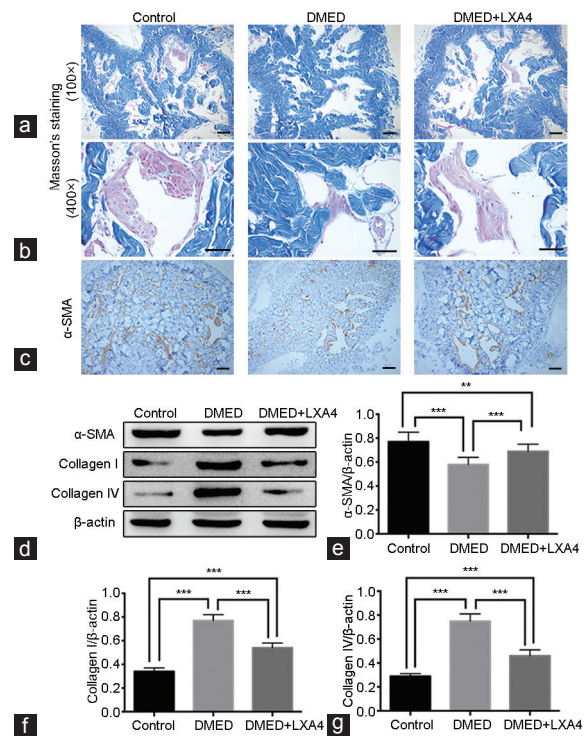 Control DMED DMED+LXA4
Masson's staining
(100×)
a
(400×)
b
α-SMA
c
Control DMED DMED+LXA4
α-SMA
Collagen I
Collagen IV
β-actin
d
**
*** ***
α-SMA/β-actin
1.0
0.8
0.6
0.4
0.2
0.0
Control DMED DMED+LXA4
e
***
*** ***
Collagen I/β-actin
1.0
0.8
0.6
0.4
0.2
0.0
Control DMED DMED+LXA4
f
***
*** ***
Collagen IV/β-actin
1.0
0.8
0.6
0.4
0.2
0.0
Control DMED DMED+LXA4
g